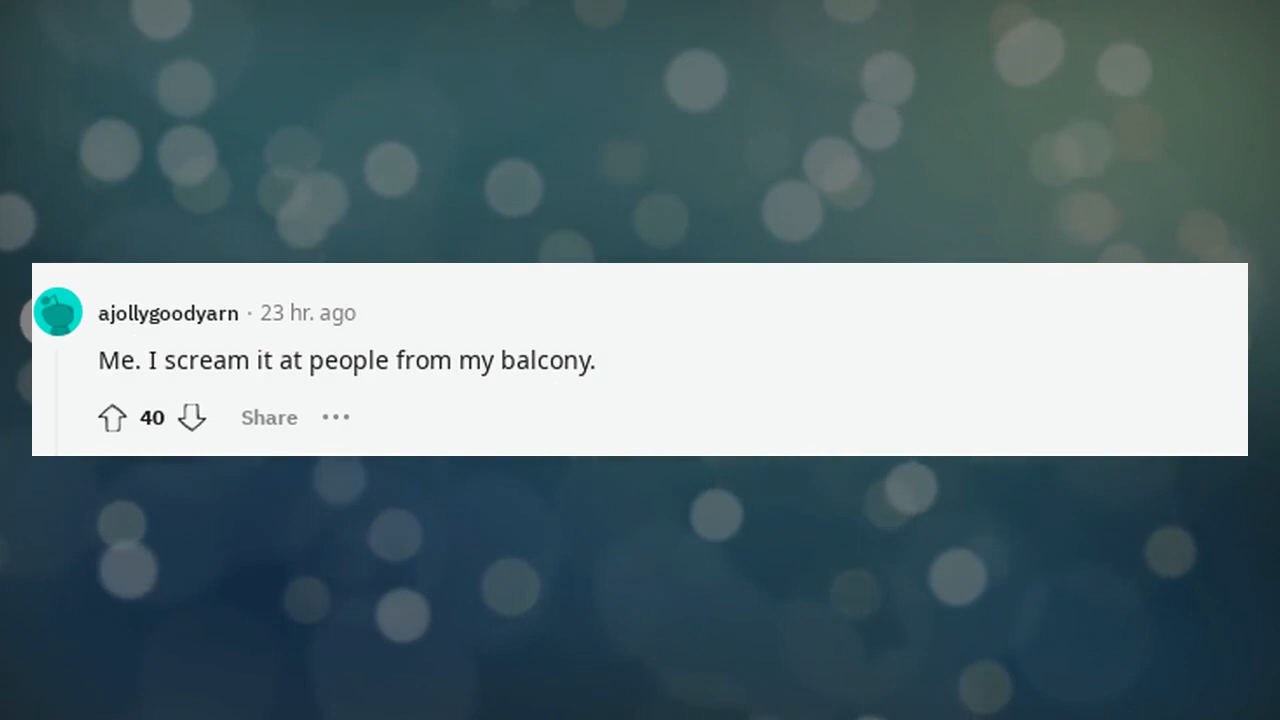 ajollygoodyarn · 23 hr. ago
Me. I scream it at people from my balcony.
40 Share